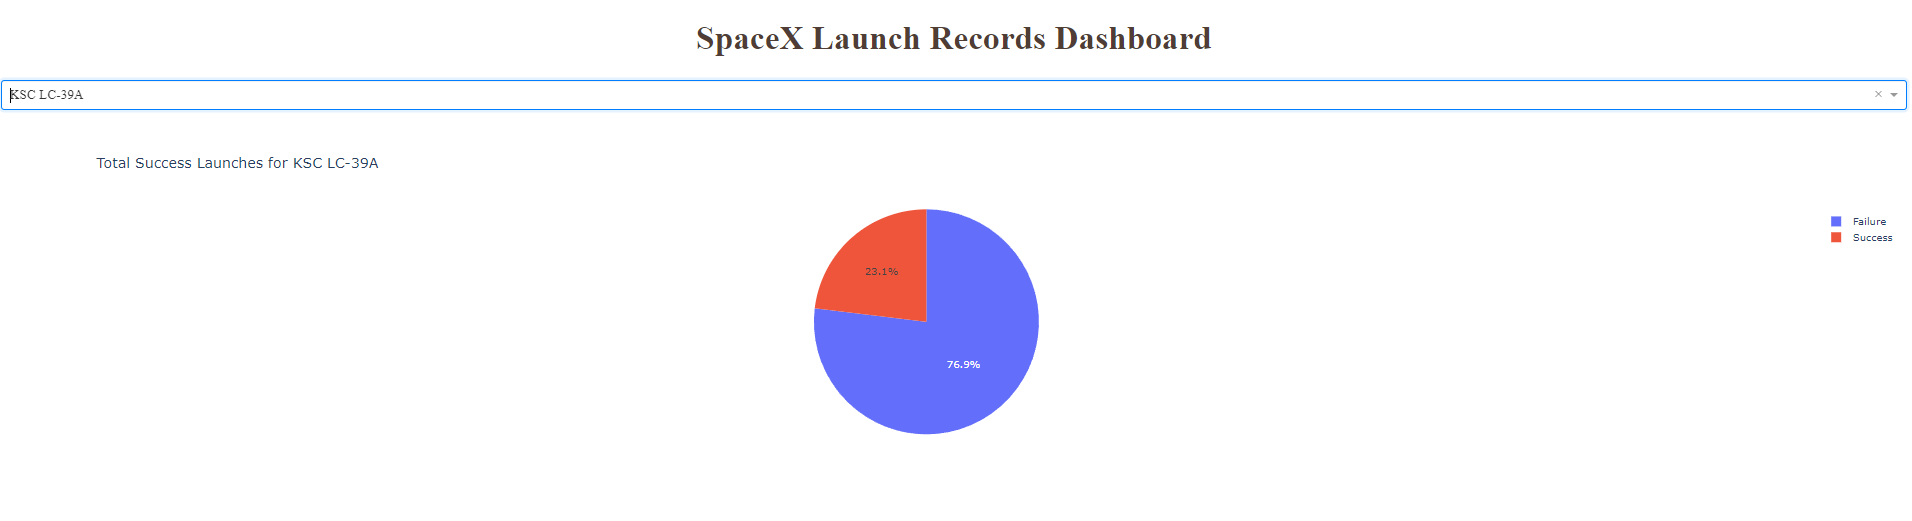 SpaceX Launch Records Dashboard
KSC LC-39A
Total Success Launches for KSC LC-39A
Failure
Success
23.1%
76.9%